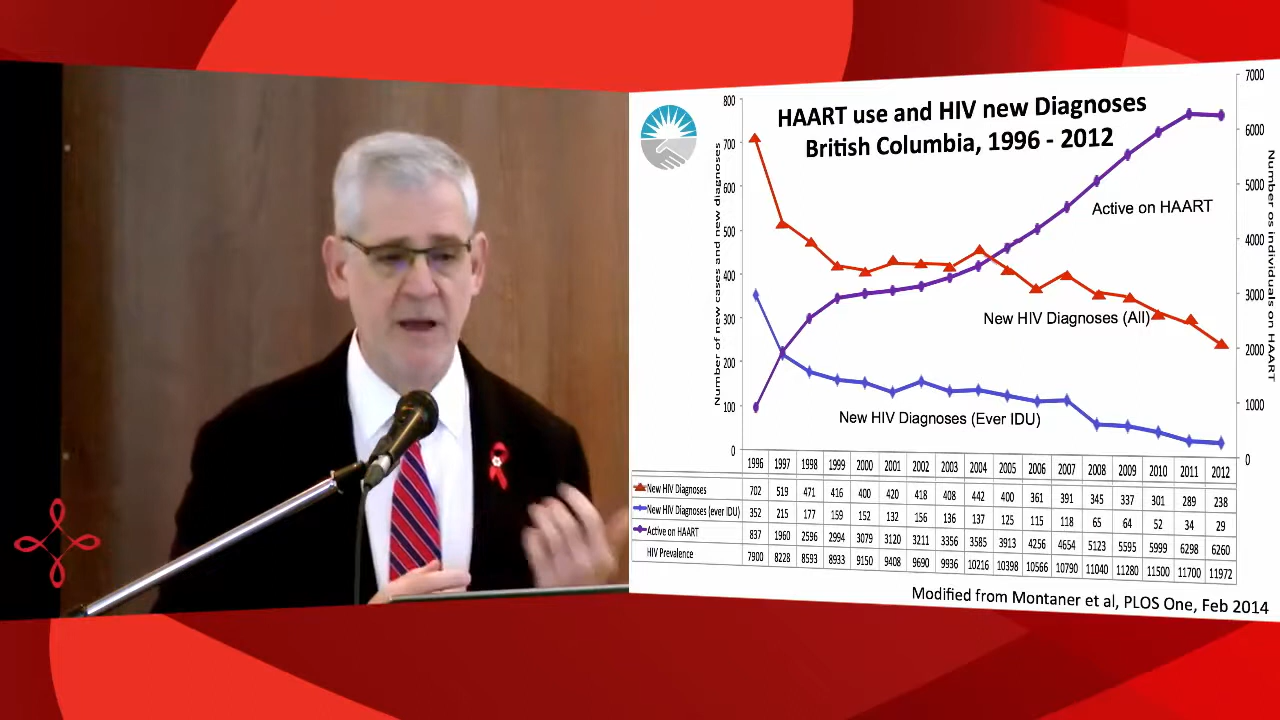 HAART use and HIV new Diagnoses
British Columbia, 1996 - 2012
Number of new cases and new diagnoses
800
700
600
500
400
300
200
100
0
7000
6000
5000
4000
3000
2000
1000
0
Number os individuals on HAART
Active on HAART
New HIV Diagnoses (All)
New HIV Diagnoses (Ever IDU)
1996 1997 1998 1999 2000 2001 2002 2003 2004 2005 2006 2007 2008 2009 2010 2011 2012
New HIV Diagnoses 702 519 471 416 400 420 418 408 442 400 361 391 345 337 301 289 238
New HIV Diagnoses (ever IDU) 352 215 177 159 152 132 156 136 137 125 115 118 65 64 52 34 29
Active on HAART 837 1960 2596 2994 3079 3120 3211 3356 3585 3913 4256 4654 5123 5595 5999 6298 6260
HIV Prevalence 7900 8228 8593 8933 9150 9408 9690 9936 10216 10398 10566 10790 11040 11280 11500 11700 11972
Modified from Montaner et al, PLOS One, Feb 2014